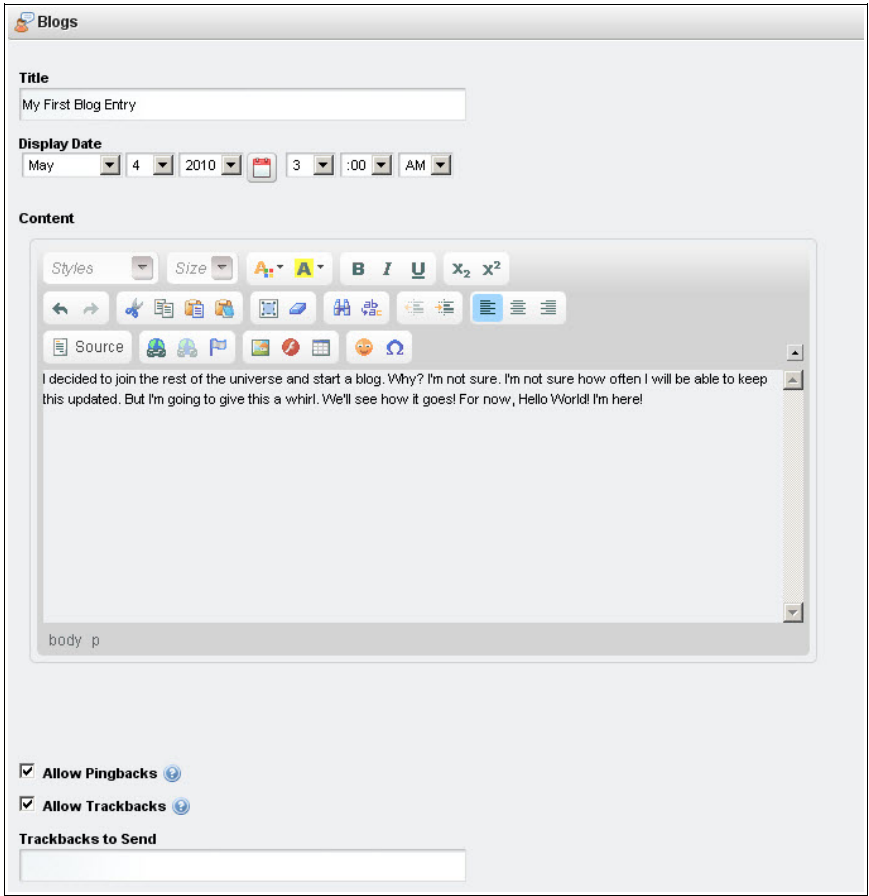 Blogs
Title
My First Blog Entry
Display Date
May 4 2010 3 :00 AM
Content
Styles Size A A B I U X₂ X²
Source Ω
I decided to join the rest of the universe and start a blog. Why? I'm not sure. I'm not sure how often I will be able to keep
this updated. But I'm going to give this a whirl. We'll see how it goes! For now, Hello World! I'm here!
body p
Allow Pingbacks ?
Allow Trackbacks ?
Trackbacks to Send